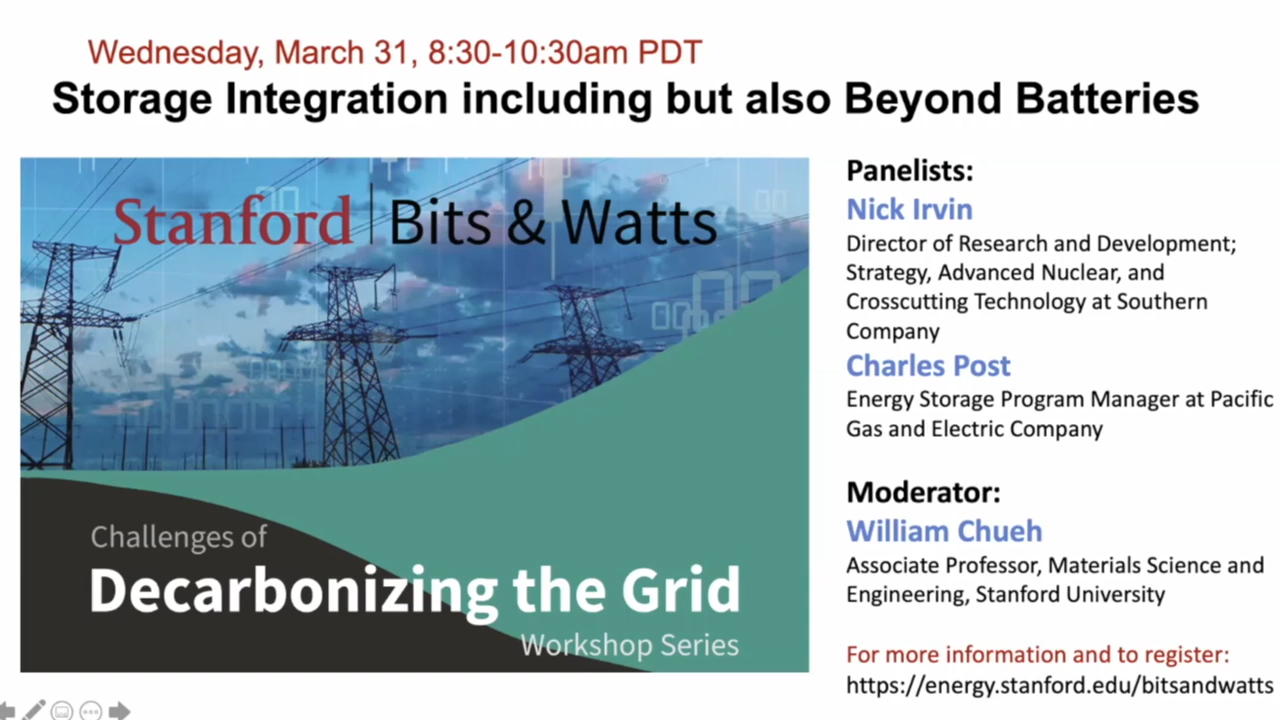 Wednesday, March 31, 8:30-10:30am PDT
Storage Integration including but also Beyond Batteries
Stanford | Bits & Watts
Challenges of
Decarbonizing the Grid
Workshop Series
Panelists:
Nick Irvin
Director of Research and Development;
Strategy, Advanced Nuclear, and
Crosscutting Technology at Southern
Company
Charles Post
Energy Storage Program Manager at Pacific
Gas and Electric Company
Moderator:
William Chueh
Associate Professor, Materials Science and
Engineering, Stanford University
For more information and to register:
https://energy.stanford.edu/bitsandwatts